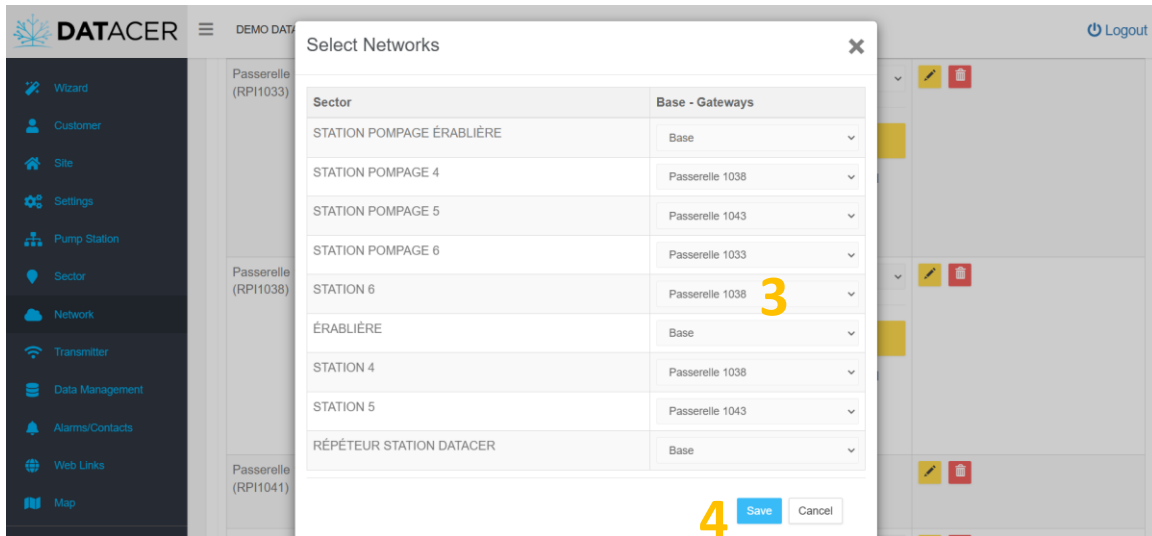 DATACER
DEMO DATA
Logout
Wizard
Customer
Site
Settings
Pump Station
Sector
Network
Transmitter
Data Management
Alarms/Contacts
Web Links
Map
Passerelle
(RPI1033)
Passerelle
(RPI1038)
Passerelle
(RPI1041)
Select Networks
Sector Base - Gateways
STATION POMPAGE ÉRABLIÈRE Base
STATION POMPAGE 4 Passerelle 1038
STATION POMPAGE 5 Passerelle 1043
STATION POMPAGE 6 Passerelle 1033
STATION 6 Passerelle 1038 3
ÉRABLIÈRE Base
STATION 4 Passerelle 1038
STATION 5 Passerelle 1043
RÉPÉTEUR STATION DATACER Base
4 Save Cancel